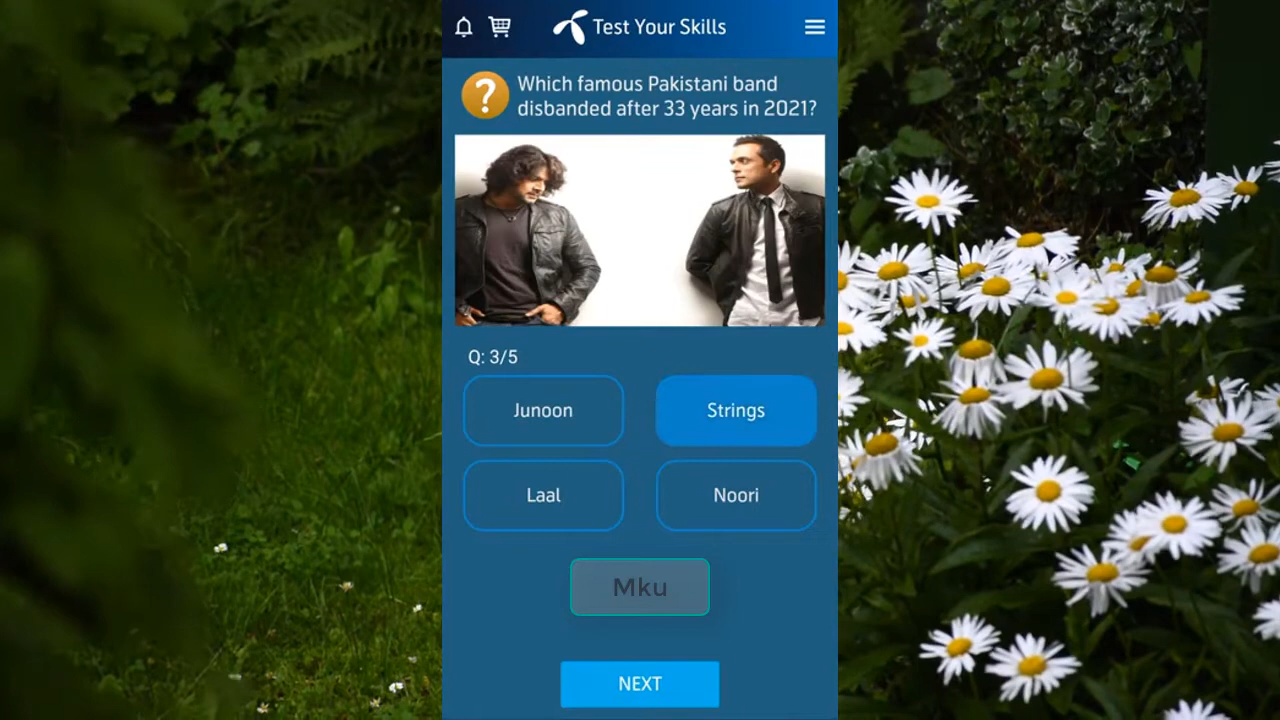 Test Your Skills
Which famous Pakistani band
disbanded after 33 years in 2021?
Q: 3/5
Junoon
Strings
Laal
Noori
Mku
NEXT